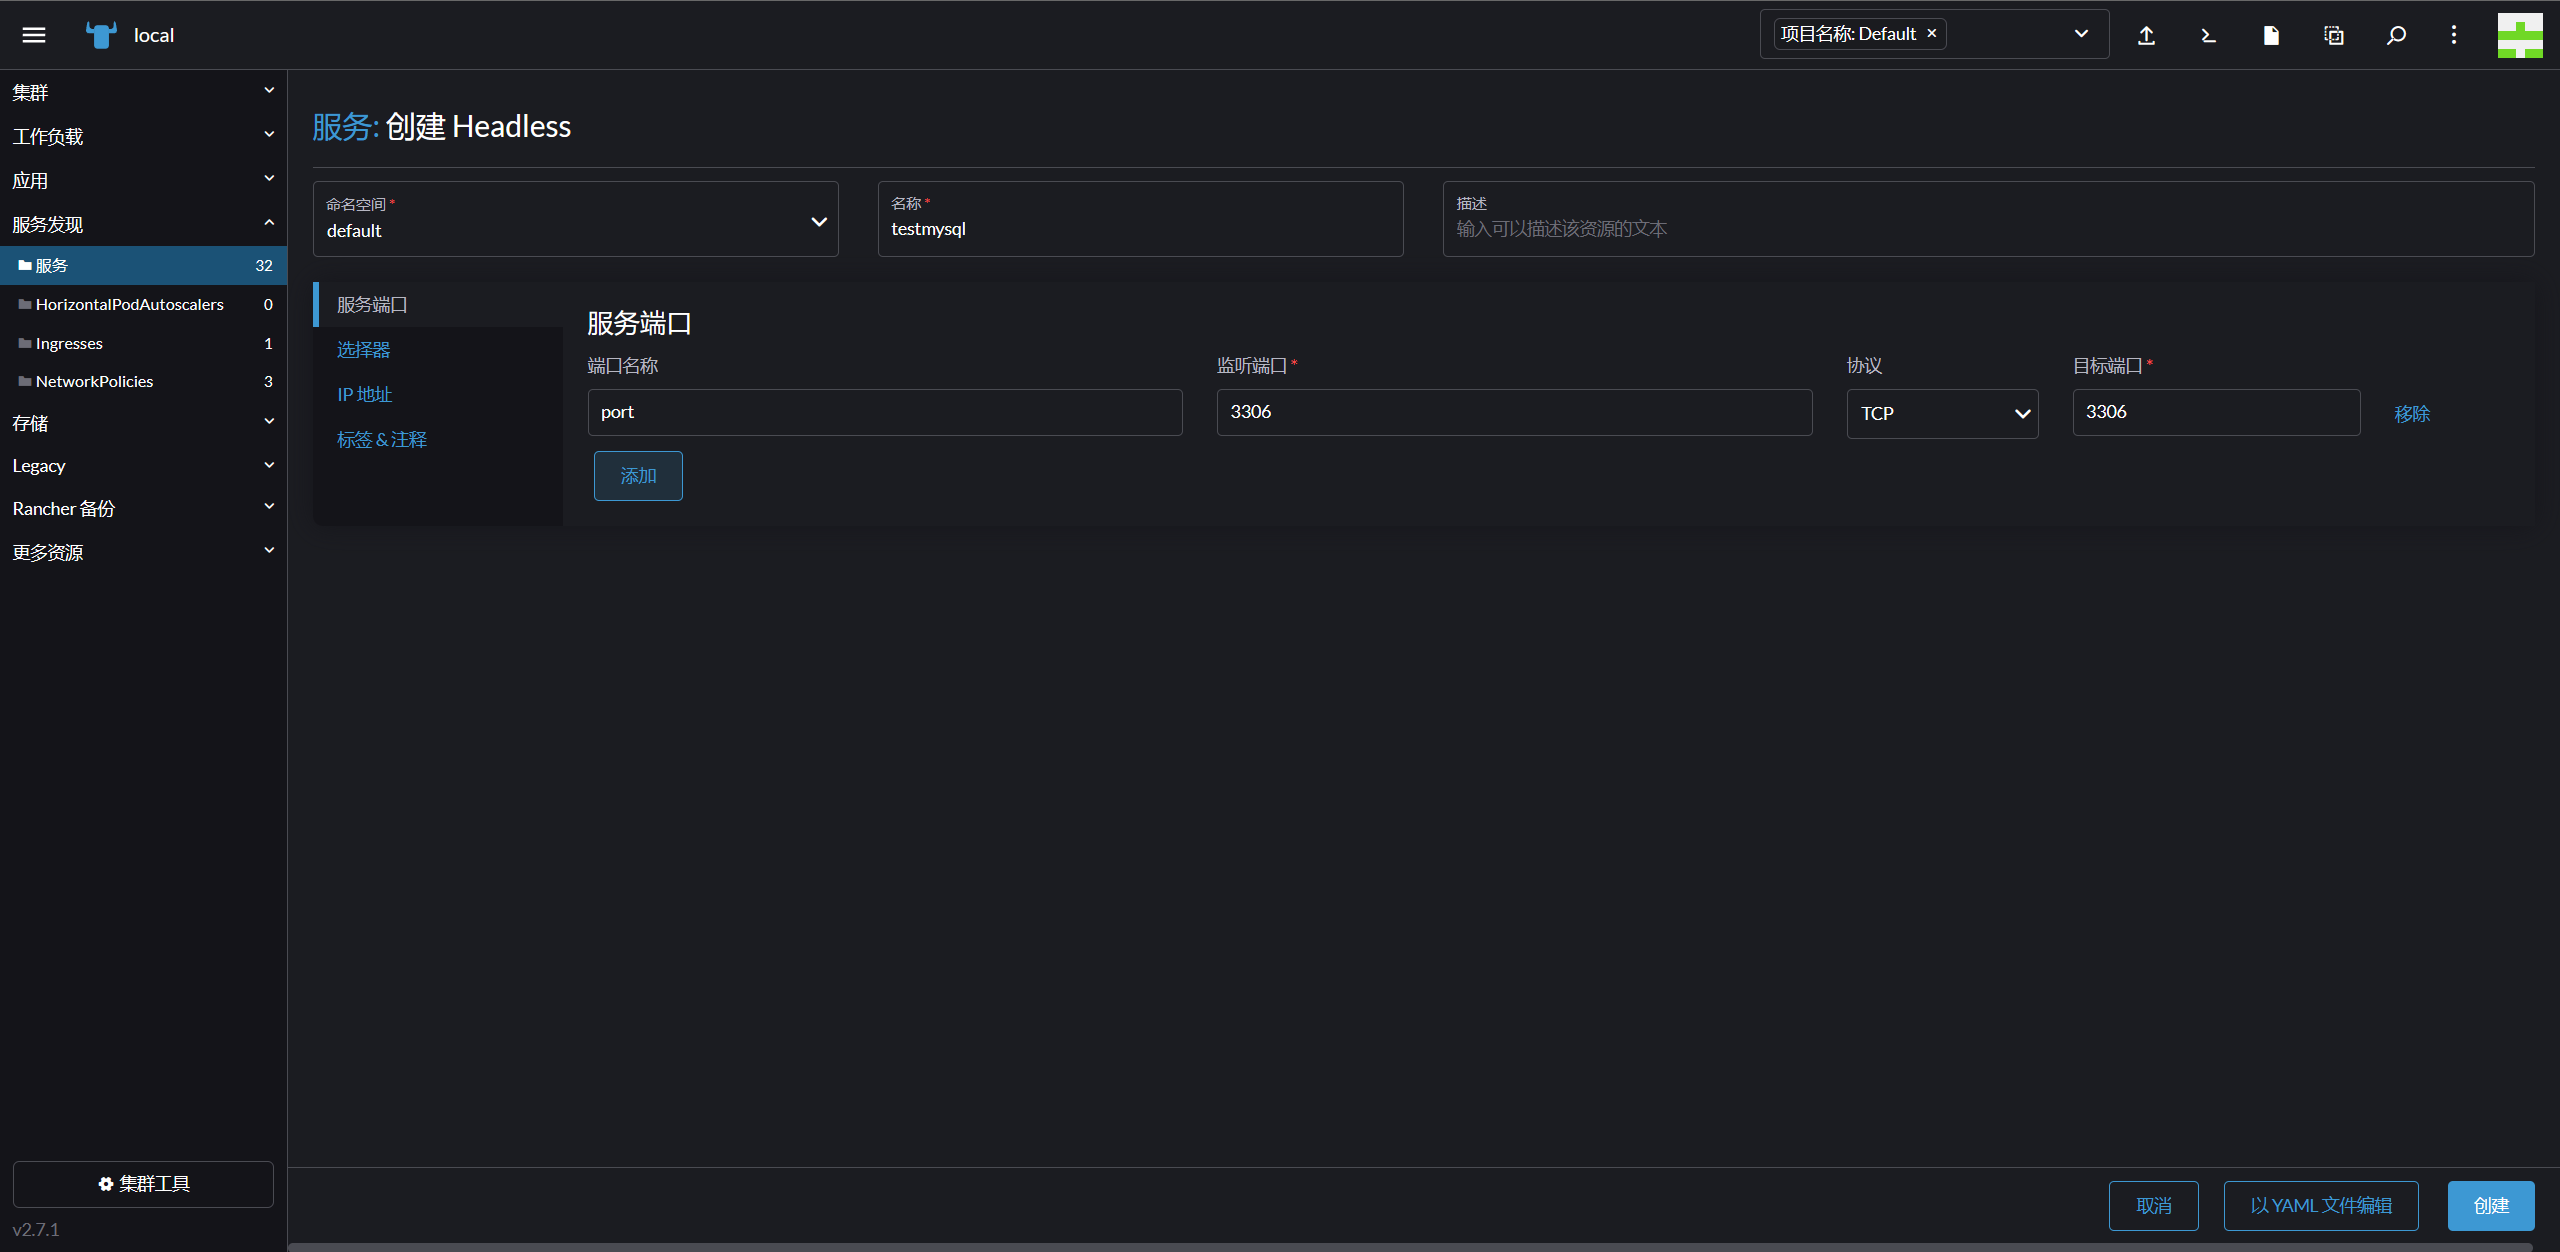 local
项目名称: Default ×
集群
工作负载
应用
服务发现
服务 32
HorizontalPodAutoscalers 0
Ingresses 1
NetworkPolicies 3
存储
Legacy
Rancher 备份
更多资源
集群工具
v2.7.1
服务: 创建 Headless
命名空间 *
default
名称 *
testmysql
描述
输入可以描述该资源的文本
服务端口
选择器
IP 地址
标签 & 注释
服务端口
端口名称 监听端口 * 协议 目标端口 *
port 3306 TCP 3306 移除
添加
取消 以 YAML 文件编辑 创建